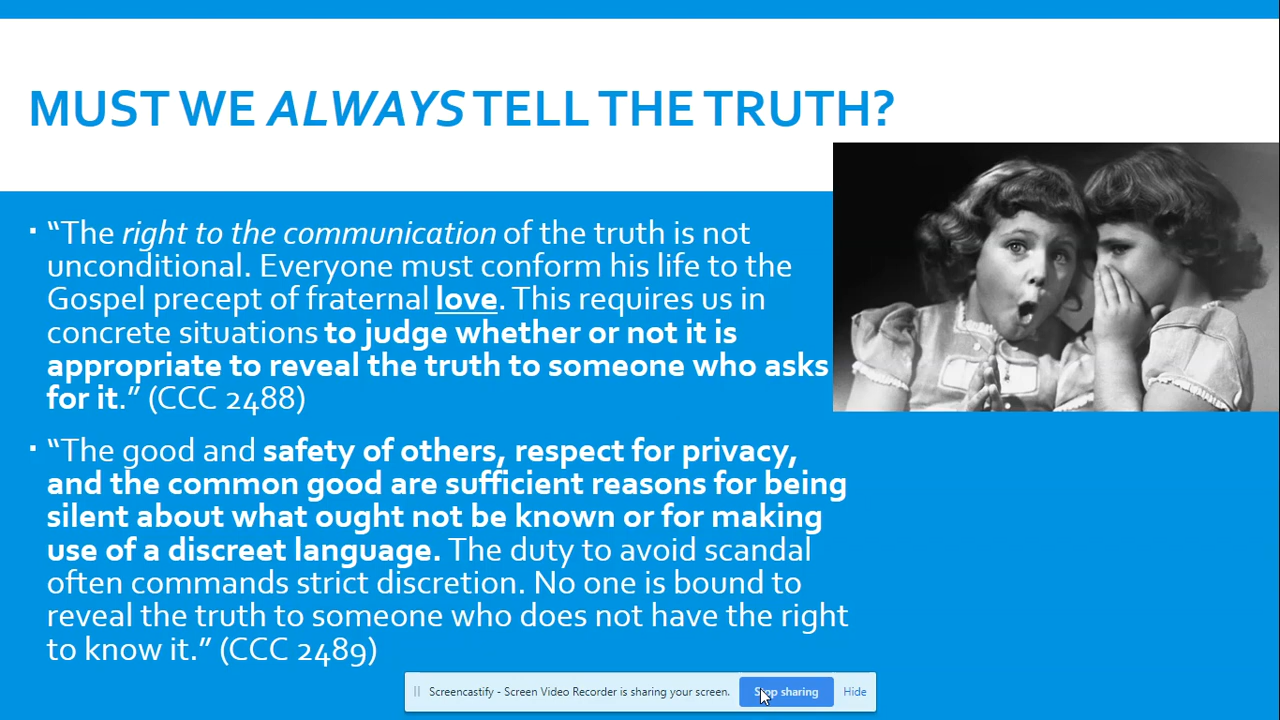 MUST WE ALWAYS TELL THE TRUTH?
▪ “The right to the communication of the truth is not
unconditional. Everyone must conform his life to the
Gospel precept of fraternal love. This requires us in
concrete situations to judge whether or not it is
appropriate to reveal the truth to someone who asks
for it.” (CCC 2488)
▪ “The good and safety of others, respect for privacy,
and the common good are sufficient reasons for being
silent about what ought not be known or for making
use of a discreet language. The duty to avoid scandal
often commands strict discretion. No one is bound to
reveal the truth to someone who does not have the right
to know it.” (CCC 2489)
Screencastify - Screen Video Recorder is sharing your screen. Stop sharing Hide